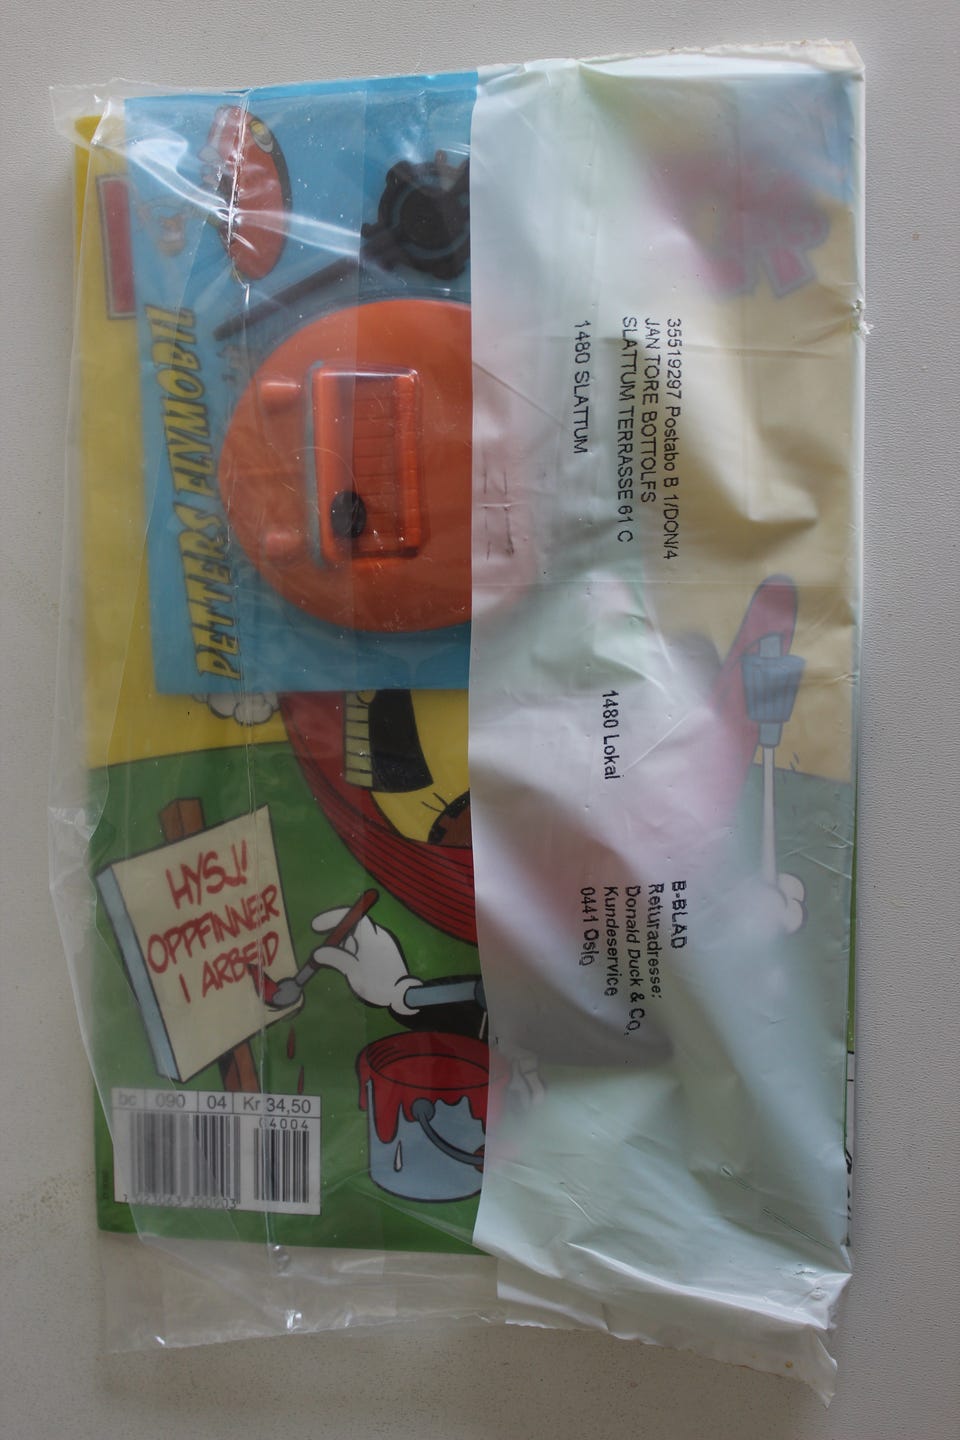 PETTERS FLYMOBIL
35519297 Postabo B 1/DON/4
JAN TORE BOTTOLFS
SLATTUM TERRASSE 61 C
1480 SLATTUM
1480 Lokal
B-BLAD
Returadresse:
Donald Duck & Co,
Kundeservice
0441 Oslo
HYSJ!
OPPFINNER
I ARBEID
bc 090 04 Kr 34,50
04004